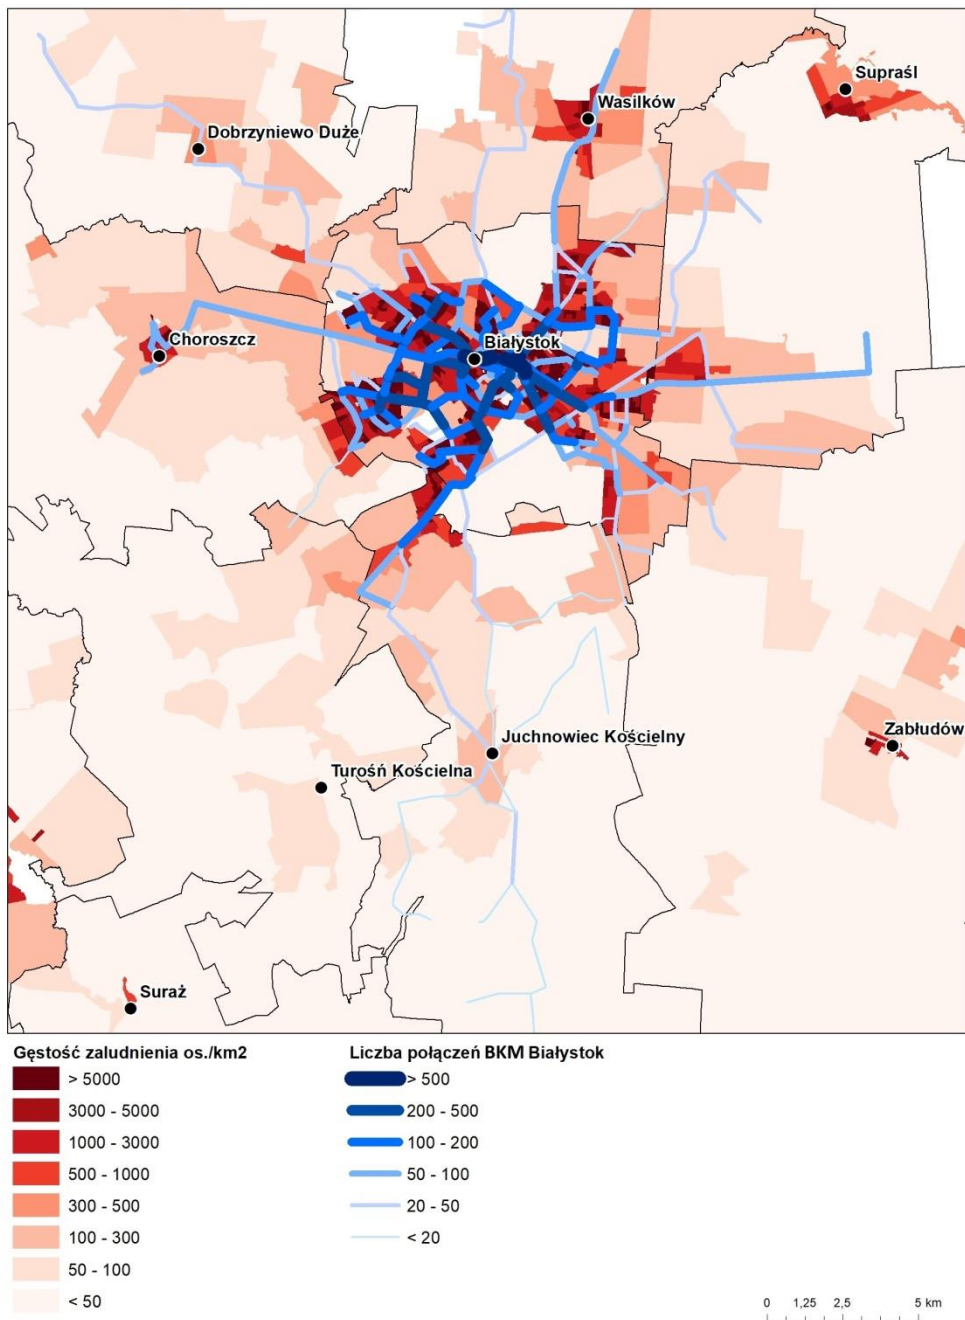 Supraśl
Wasilków
Dobrzyniewo Duże
Choroszcz
Białystok
Juchnowiec Kościelny
Zabłudów
Turośń Kościelna
Suraż
Gęstość zaludnienia os./km2
> 5000
3000 - 5000
1000 - 3000
500 - 1000
300 - 500
100 - 300
50 - 100
< 50
Liczba połączeń BKM Białystok
> 500
200 - 500
100 - 200
50 - 100
20 - 50
< 20
0 1,25 2,5 5 km